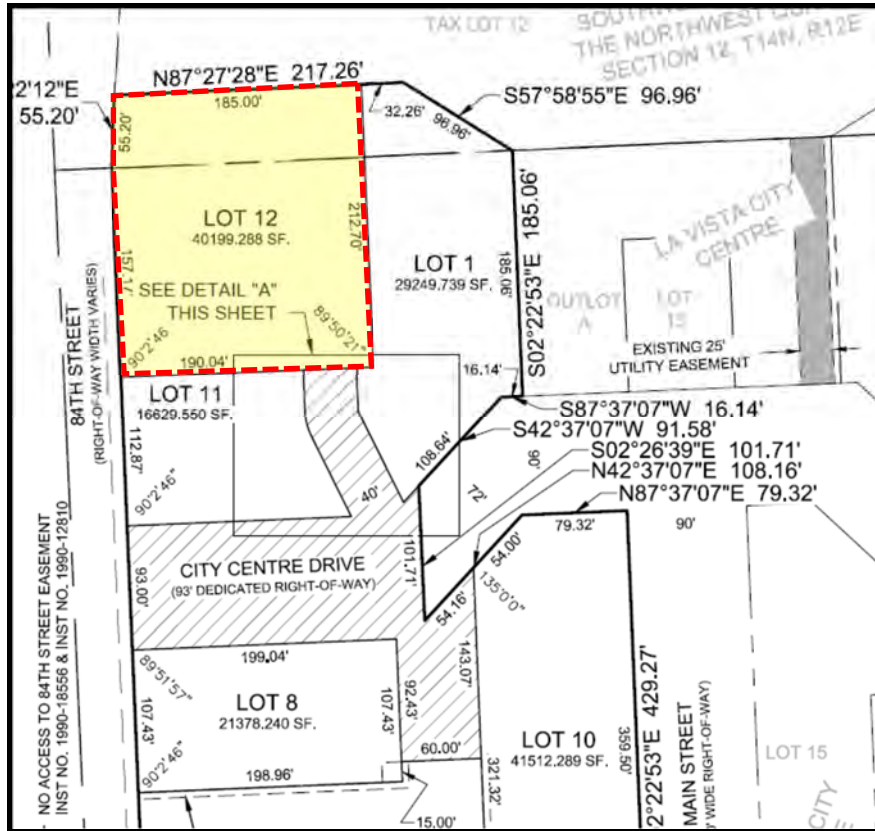 TAX LOT 12
THE NORTHWEST
SECTION 12, T14N, R12E
N87°27'28"E 217.26'
2'12"E
55.20'
185.00'
32.26'
96.96'
S57°58'55"E 96.96'
55.20'
LOT 12
40199.288 SF.
212.70'
157.17'
SEE DETAIL "A"
THIS SHEET
89°50'21"
90°2'46
190.04'
LOT 1
29249.739 SF.
185.06'
S02°22'53"E 185.06'
LA VISTA CITY
CENTRE
OUTLOT
A
LOT
EXISTING 25'
UTILITY EASEMENT
84TH STREET
(RIGHT-OF-WAY WIDTH VARIES)
LOT 11
16629.550 SF.
16.14'
S87°37'07"W 16.14'
S42°37'07"W 91.58'
S02°26'39"E 101.71'
N42°37'07"E 108.16'
N87°37'07"E 79.32'
112.87'
90°2'46"
108.64'
90'
72'
40'
79.32'
90'
54.00'
101.71'
CITY CENTRE DRIVE
(93' DEDICATED RIGHT-OF-WAY)
93.00'
54.16'
135°0'0"
143.07'
NO ACCESS TO 84TH STREET EASEMENT
INST NO. 1990-18556 & INST NO. 1990-12810
199.04'
89°51'57"
LOT 8
21378.240 SF.
107.43'
107.43'
92.43'
90°2'46"
198.96'
60.00'
15.00'
321.32'
LOT 10
41512.289 SF.
359.50'
2°22'53"E 429.27'
MAIN STREET
' WIDE RIGHT-OF-WAY)
LOT 15
CITY